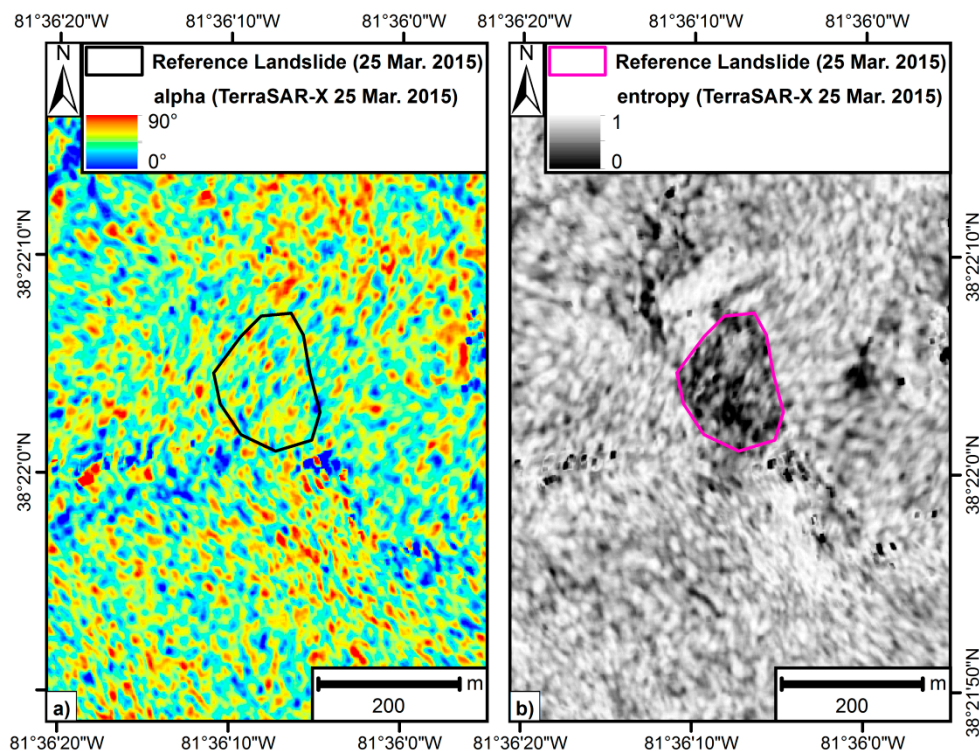 81°36'20"W 81°36'10"W 81°36'0"W
N
Reference Landslide (25 Mar. 2015)
alpha (TerraSAR-X 25 Mar. 2015)
90°
0°
38°22'10"N
38°22'0"N
m
200
a)
81°36'20"W 81°36'10"W 81°36'0"W
81°36'20"W 81°36'10"W 81°36'0"W
N
Reference Landslide (25 Mar. 2015)
entropy (TerraSAR-X 25 Mar. 2015)
1
0
38°22'10"N
38°22'0"N
38°21'50"N
m
200
b)
81°36'20"W 81°36'10"W 81°36'0"W